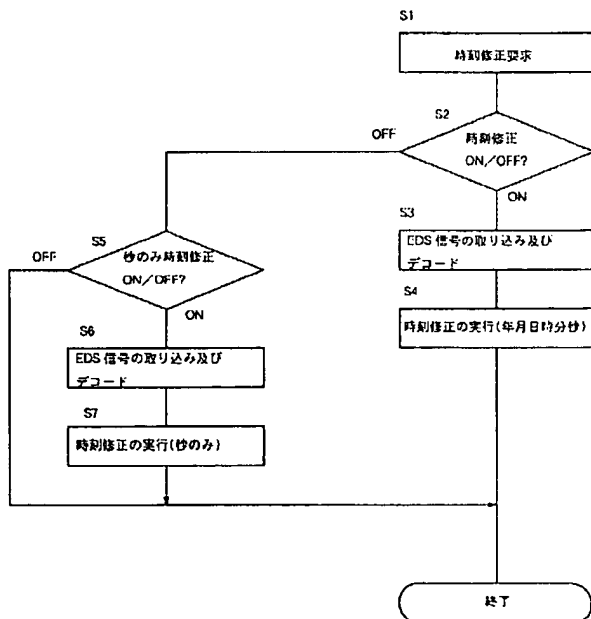 S1
時刻修正要求
S2
OFF
時刻修正
ON/OFF?
ON
S3
EDS 信号の取り込み及び
デコード
S4
時刻修正の実行(年月日時分秒)
S5
OFF
秒のみ時刻修正
ON/OFF?
ON
S6
EDS 信号の取り込み及び
デコード
S7
時刻修正の実行(秒のみ)
終了